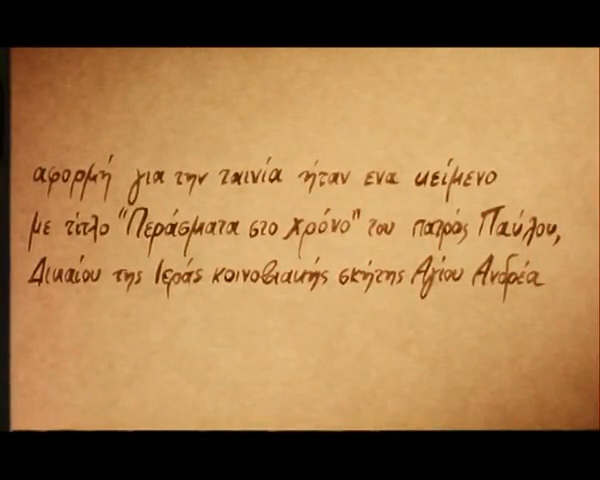 αφορμή για την ταινία ήταν ενα κείμενο
με τίτλο "Περάσματα στο χρόνο" του πατρός Παύλου,
Δικαίου της Ιεράς κοινοβιακής σκήτης Αγίου Ανδρέα